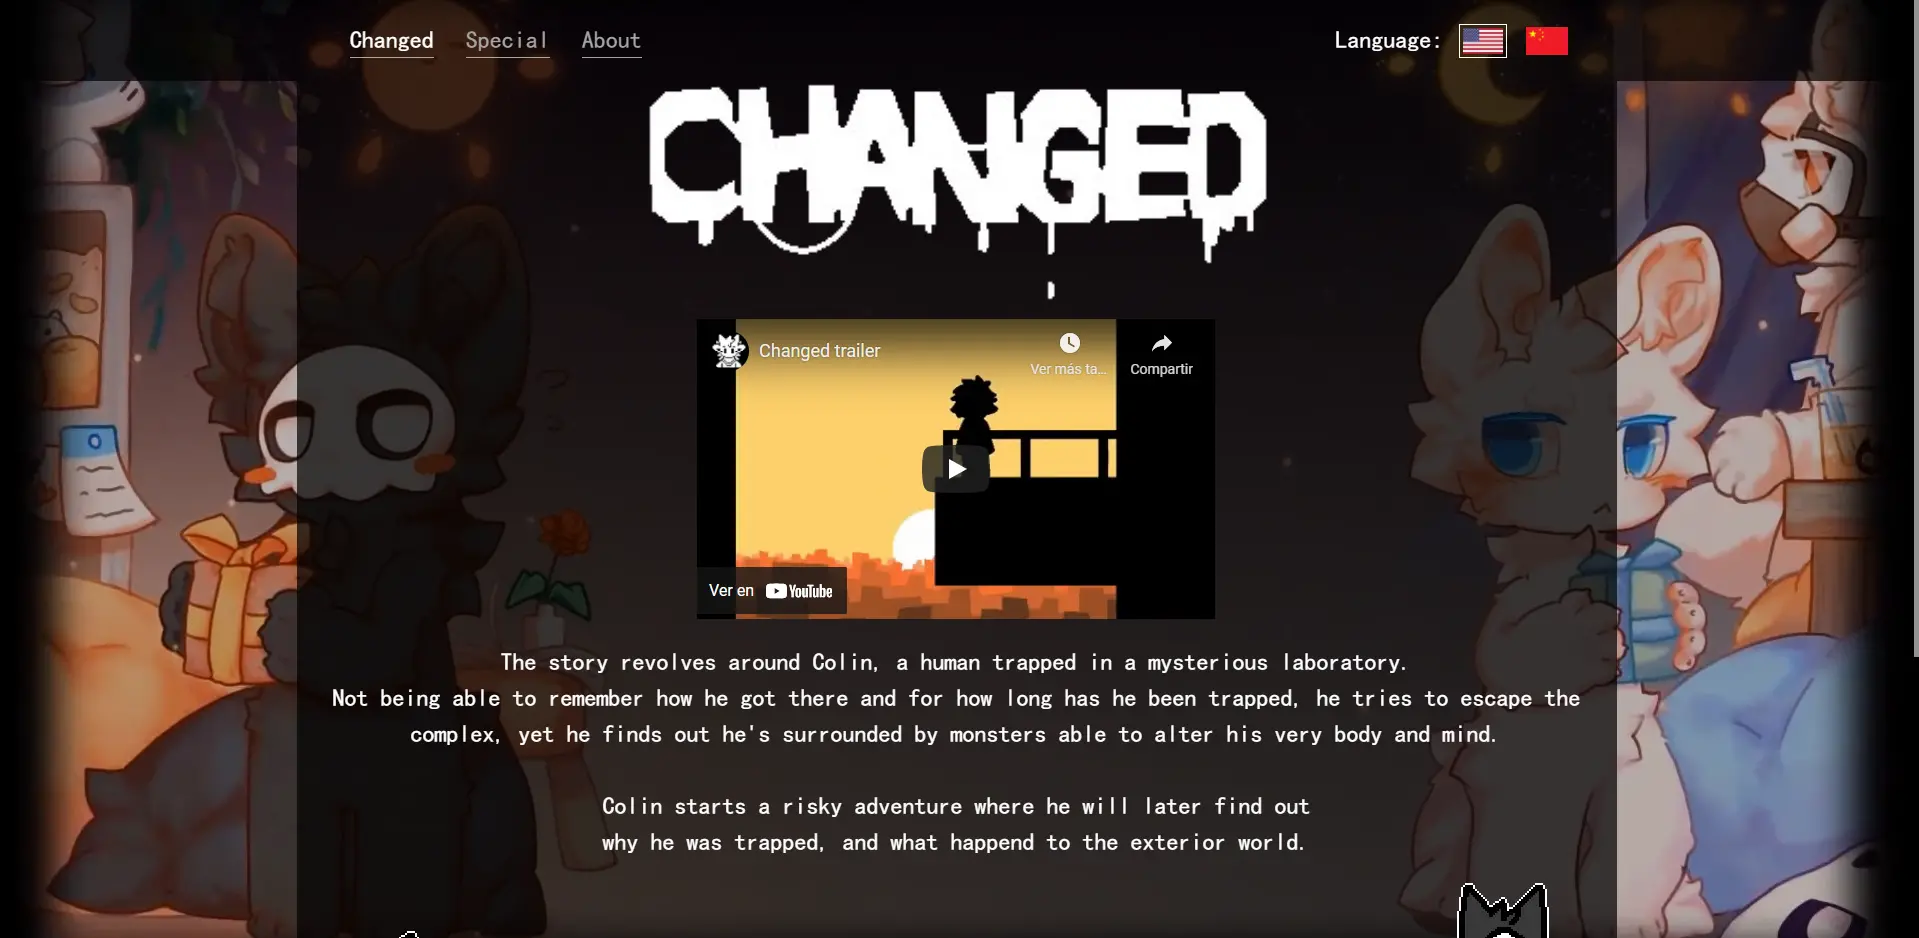 Changed Special About Language:
CHANGED
Changed trailer
Ver más ta...
Compartir
Ver en YouTube
The story revolves around Colin, a human trapped in a mysterious laboratory.
Not being able to remember how he got there and for how long has he been trapped, he tries to escape the
complex, yet he finds out he's surrounded by monsters able to alter his very body and mind.
Colin starts a risky adventure where he will later find out
why he was trapped, and what happend to the exterior world.